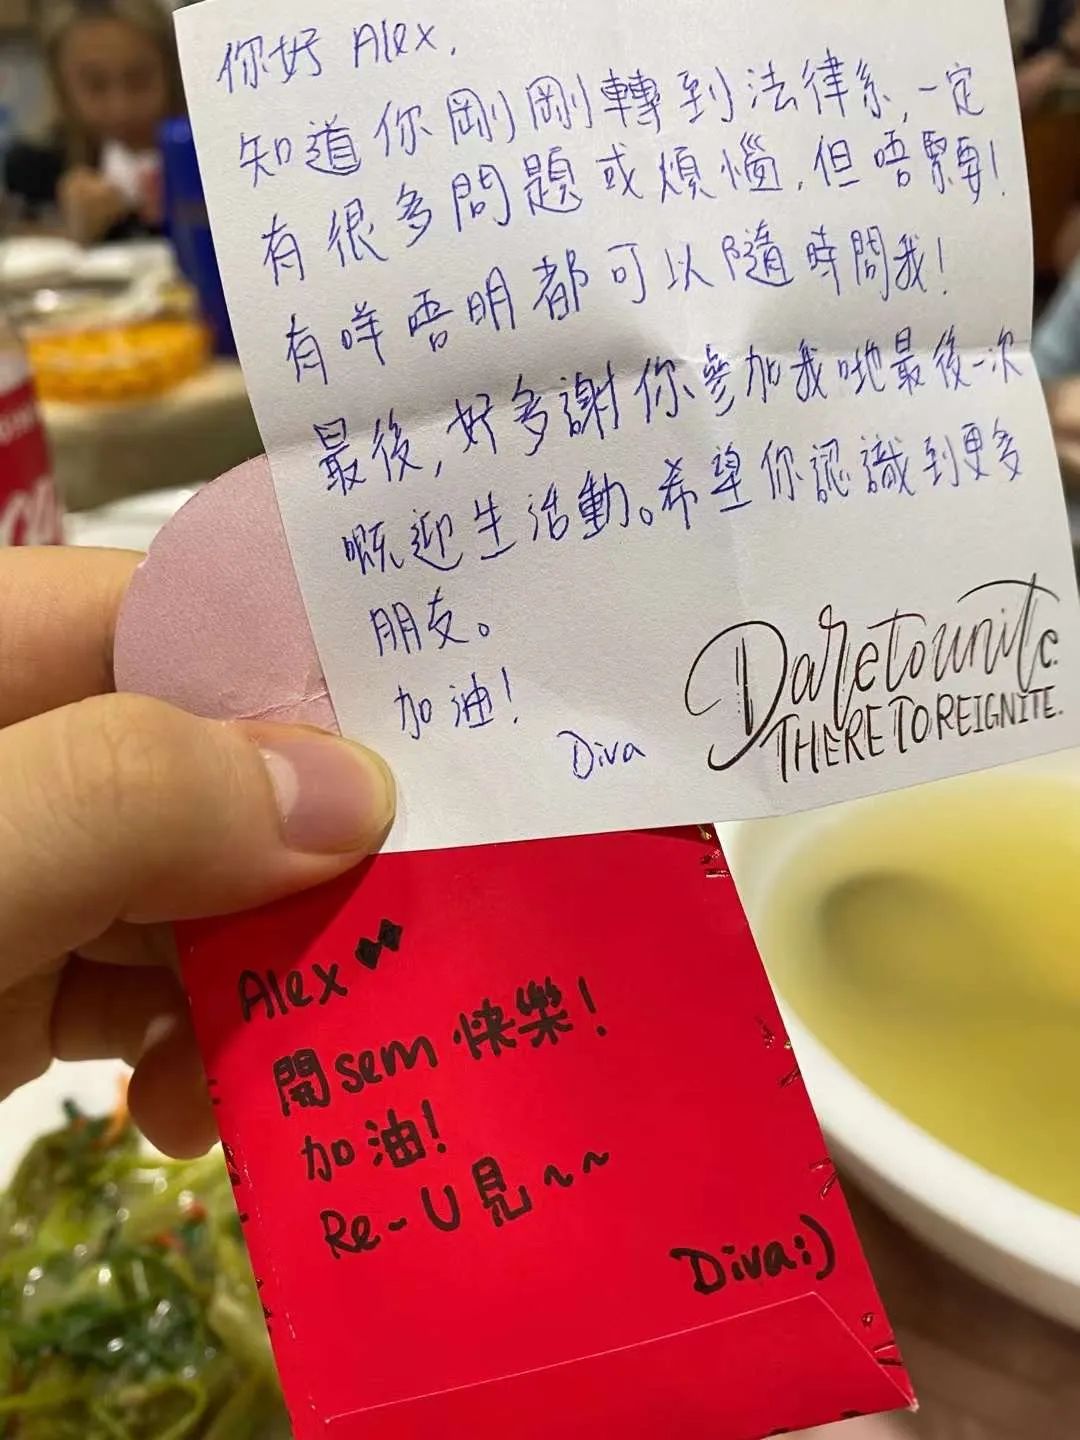 你好 Alex,
知道你剛剛轉到法律系,一定
有很多問題或煩惱,但唔緊要!
有咩唔明都可以隨時問我!
最後,好多謝你參加我哋最後一次
嘅迎生活動。希望你認識到更多
朋友。
加油!
Diva
Dare to unite.
THERE TO REIGNITE.
Alex
開sem快樂!
加油!
Re-U見~~
Diva:)